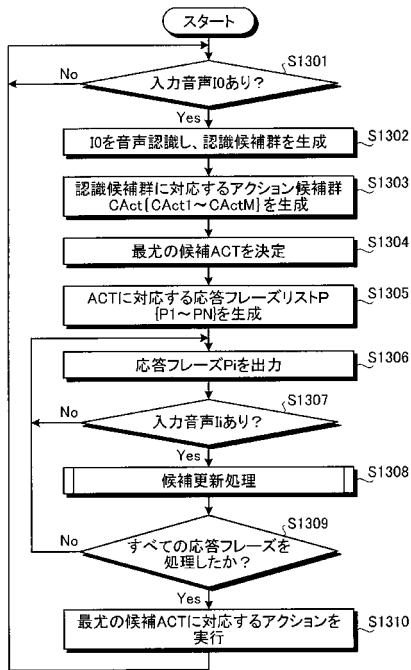 スタート
S1301
入力音声I0あり?
No
Yes
S1302
I0を音声認識し、認識候補群を生成
S1303
認識候補群に対応するアクション候補群
CAct{CAct1～CActM}を生成
S1304
最尤の候補ACTを決定
S1305
ACTに対応する応答フレーズリストP
{P1～PN}を生成
S1306
応答フレーズPiを出力
S1307
入力音声Iiあり?
No
Yes
S1308
候補更新処理
S1309
すべての応答フレーズを
処理したか?
No
Yes
S1310
最尤の候補ACTに対応するアクションを
実行